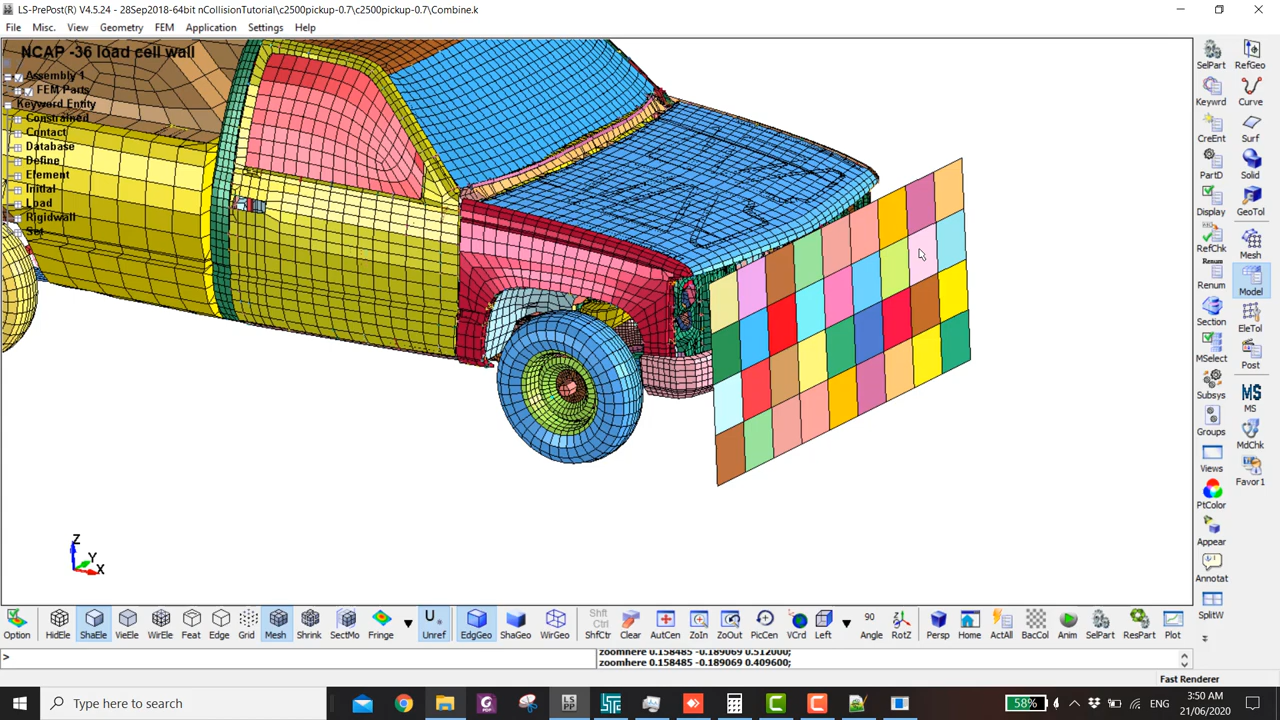 LS-PrePost(R) V4.5.24 - 28Sep2018-64bit nCollisionTutorial\c2500pickup-0.7\c2500pickup-0.7\Combine.k
File Misc. View Geometry FEM Application Settings Help
NCAP -36 load cell wall
Assembly 1
FEM Parts
Keyword Entity
Constrained
Contact
Database
Define
Element
Initial
Load
Rigidwall
Set
Z
Y
X
SelPart RefGeo
Keywrd Curve
CreEnt Surf
PartD Solid
Display GeoTol
RefChk Mesh
Renum
Renum Model
Section EleTol
MSelect Post
Subsys MS
MS
Groups MdChk
Views Favor1
PtColor
Appear
Annotat
SplitW
Option HidEle ShaEle VieEle WirEle Feat Edge Grid Mesh Shrink SectMo Fringe Unref EdgGeo ShaGeo WirGeo Shft Ctrl ShfCtr Clear AutCen ZoIn ZoOut PicCen VCrd Left 90 Angle RotZ Persp Home ActAll BacCol Anim SelPart ResPart Plot
>
zoomhere 0.158485 -0.189069 0.512000;
zoomhere 0.158485 -0.189069 0.409600;
Fast Renderer
Type here to search
58%
ENG
3:50 AM
21/06/2020